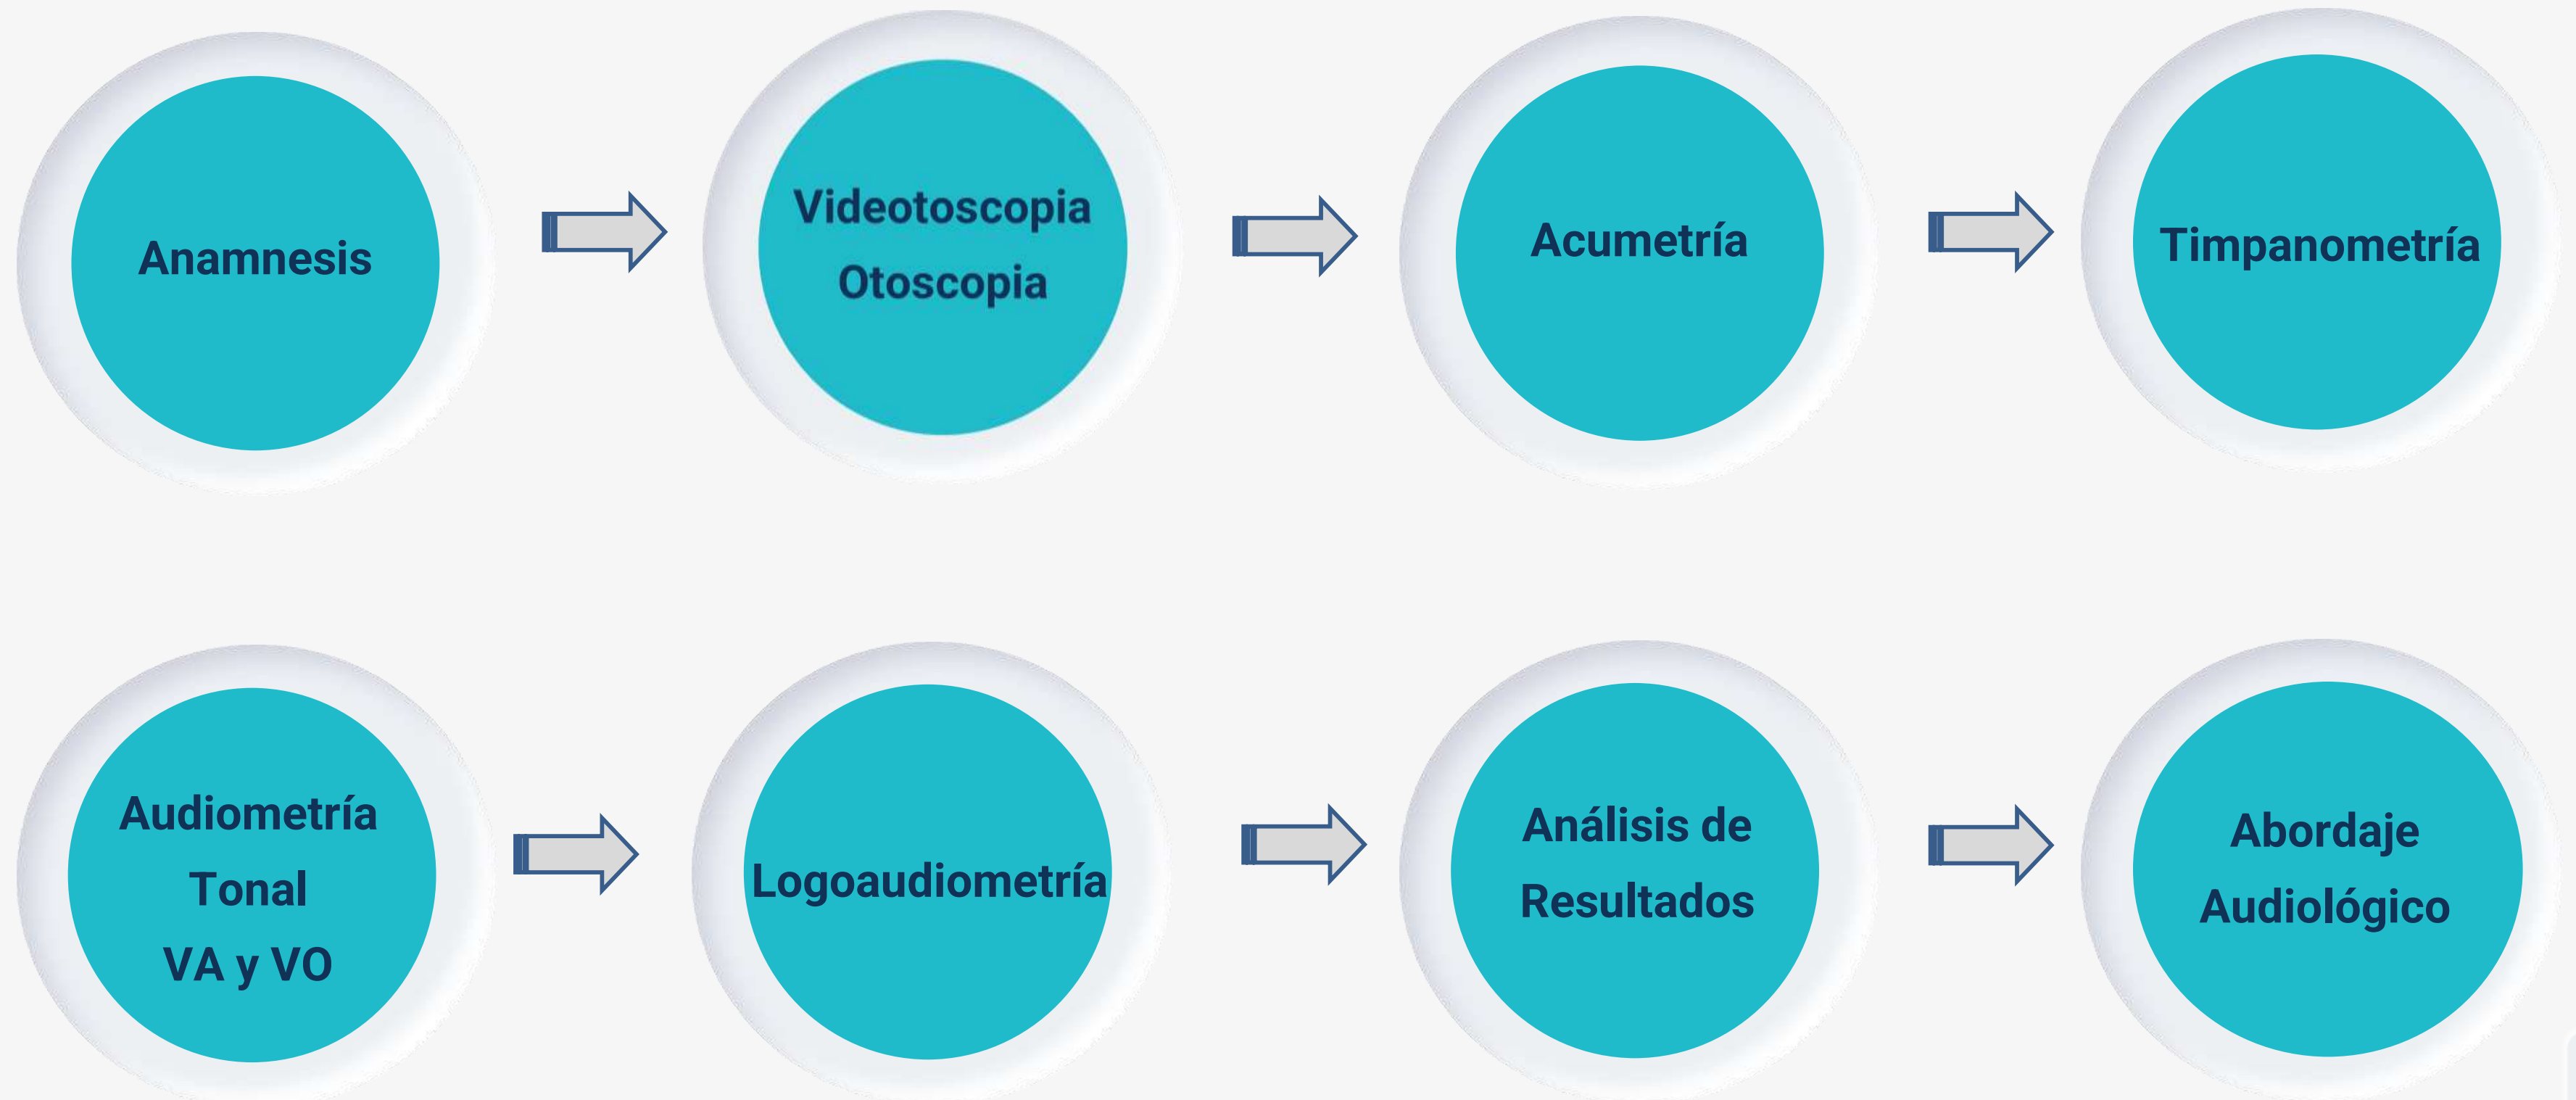 Anamnesis
Videotoscopia
Otoscopia
Acumetría
Timpanometría
Audiometría
Tonal
VA y VO
Logoaudiometría
Análisis de
Resultados
Abordaje
Audiológico